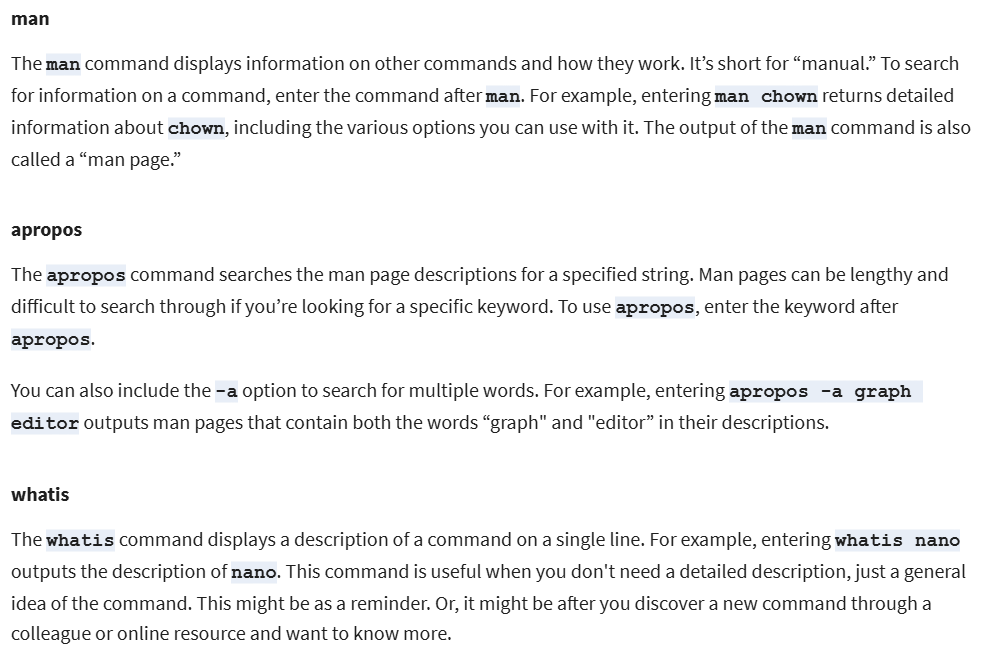 man
The man command displays information on other commands and how they work. It’s short for “manual.” To search
for information on a command, enter the command after man. For example, entering man chown returns detailed
information about chown, including the various options you can use with it. The output of the man command is also
called a “man page.”
apropos
The apropos command searches the man page descriptions for a specified string. Man pages can be lengthy and
difficult to search through if you’re looking for a specific keyword. To use apropos, enter the keyword after
apropos.
You can also include the -a option to search for multiple words. For example, entering apropos -a graph
editor outputs man pages that contain both the words “graph" and "editor” in their descriptions.
whatis
The whatis command displays a description of a command on a single line. For example, entering whatis nano
outputs the description of nano. This command is useful when you don't need a detailed description, just a general
idea of the command. This might be as a reminder. Or, it might be after you discover a new command through a
colleague or online resource and want to know more.